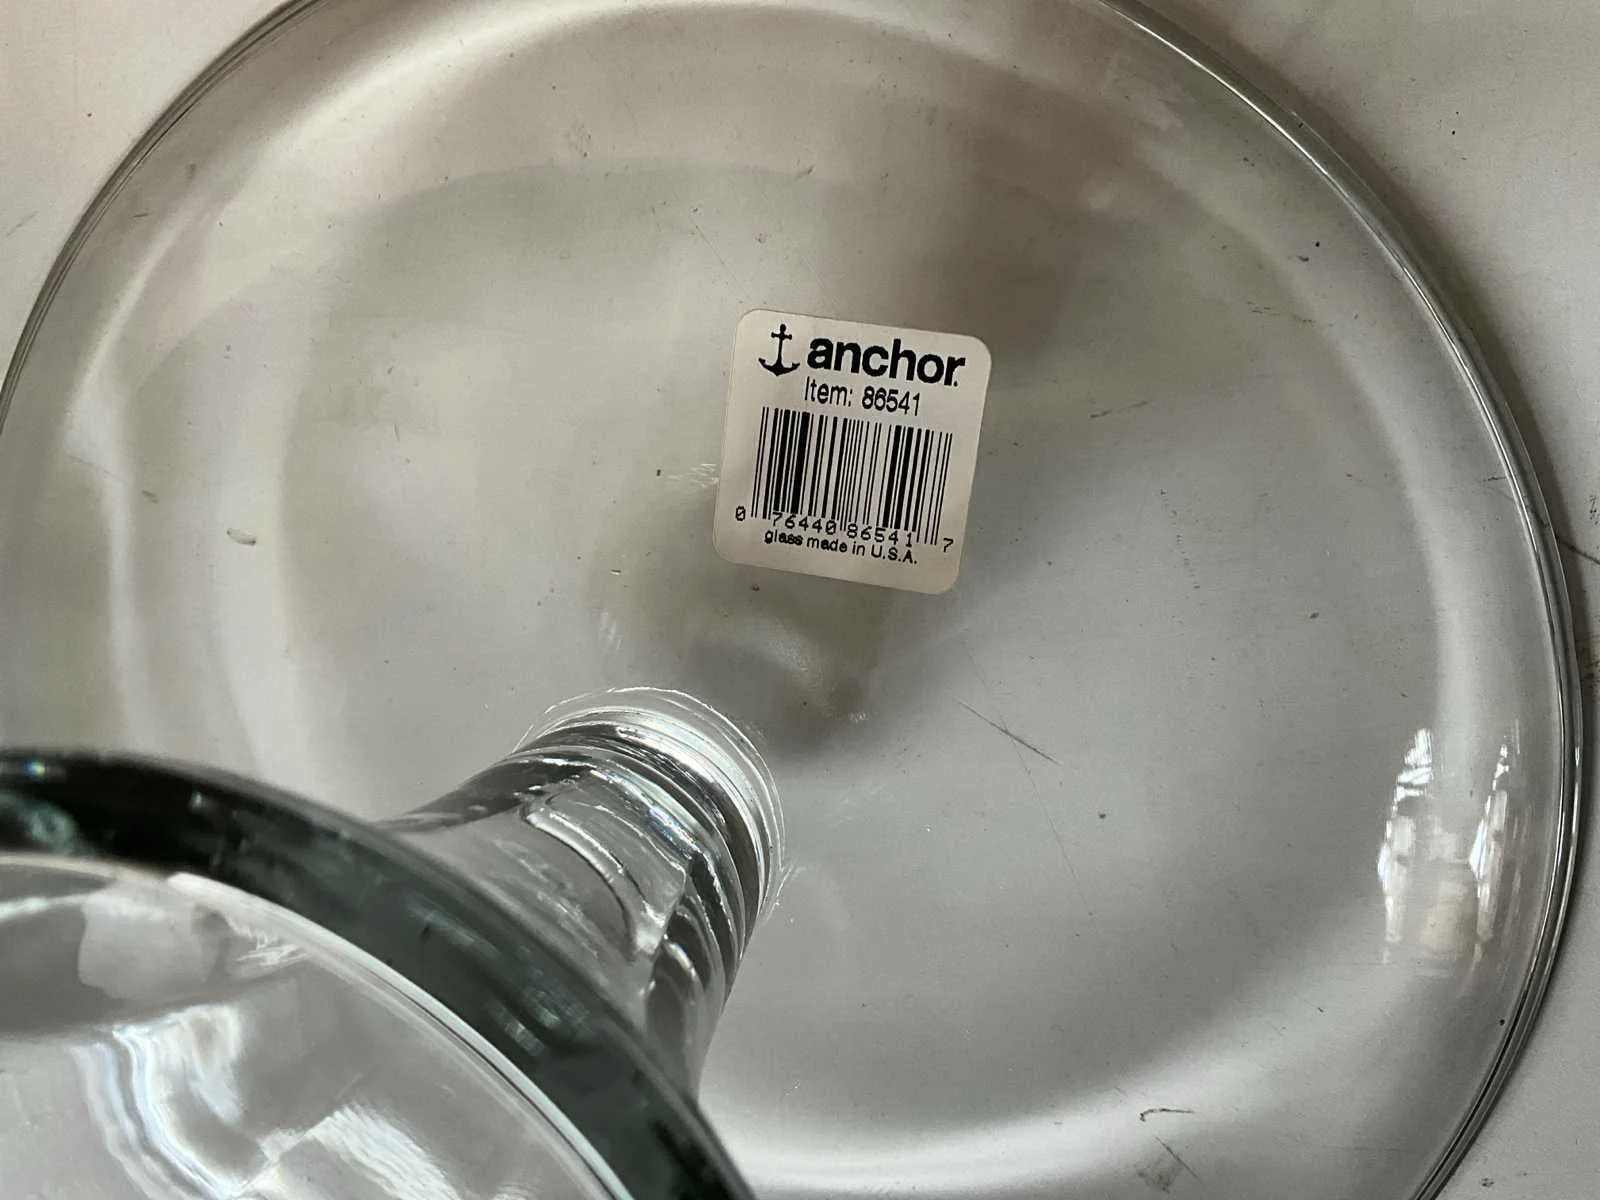 anchor.
Item: 86541
0 76440 86541 7
glass made in U.S.A.